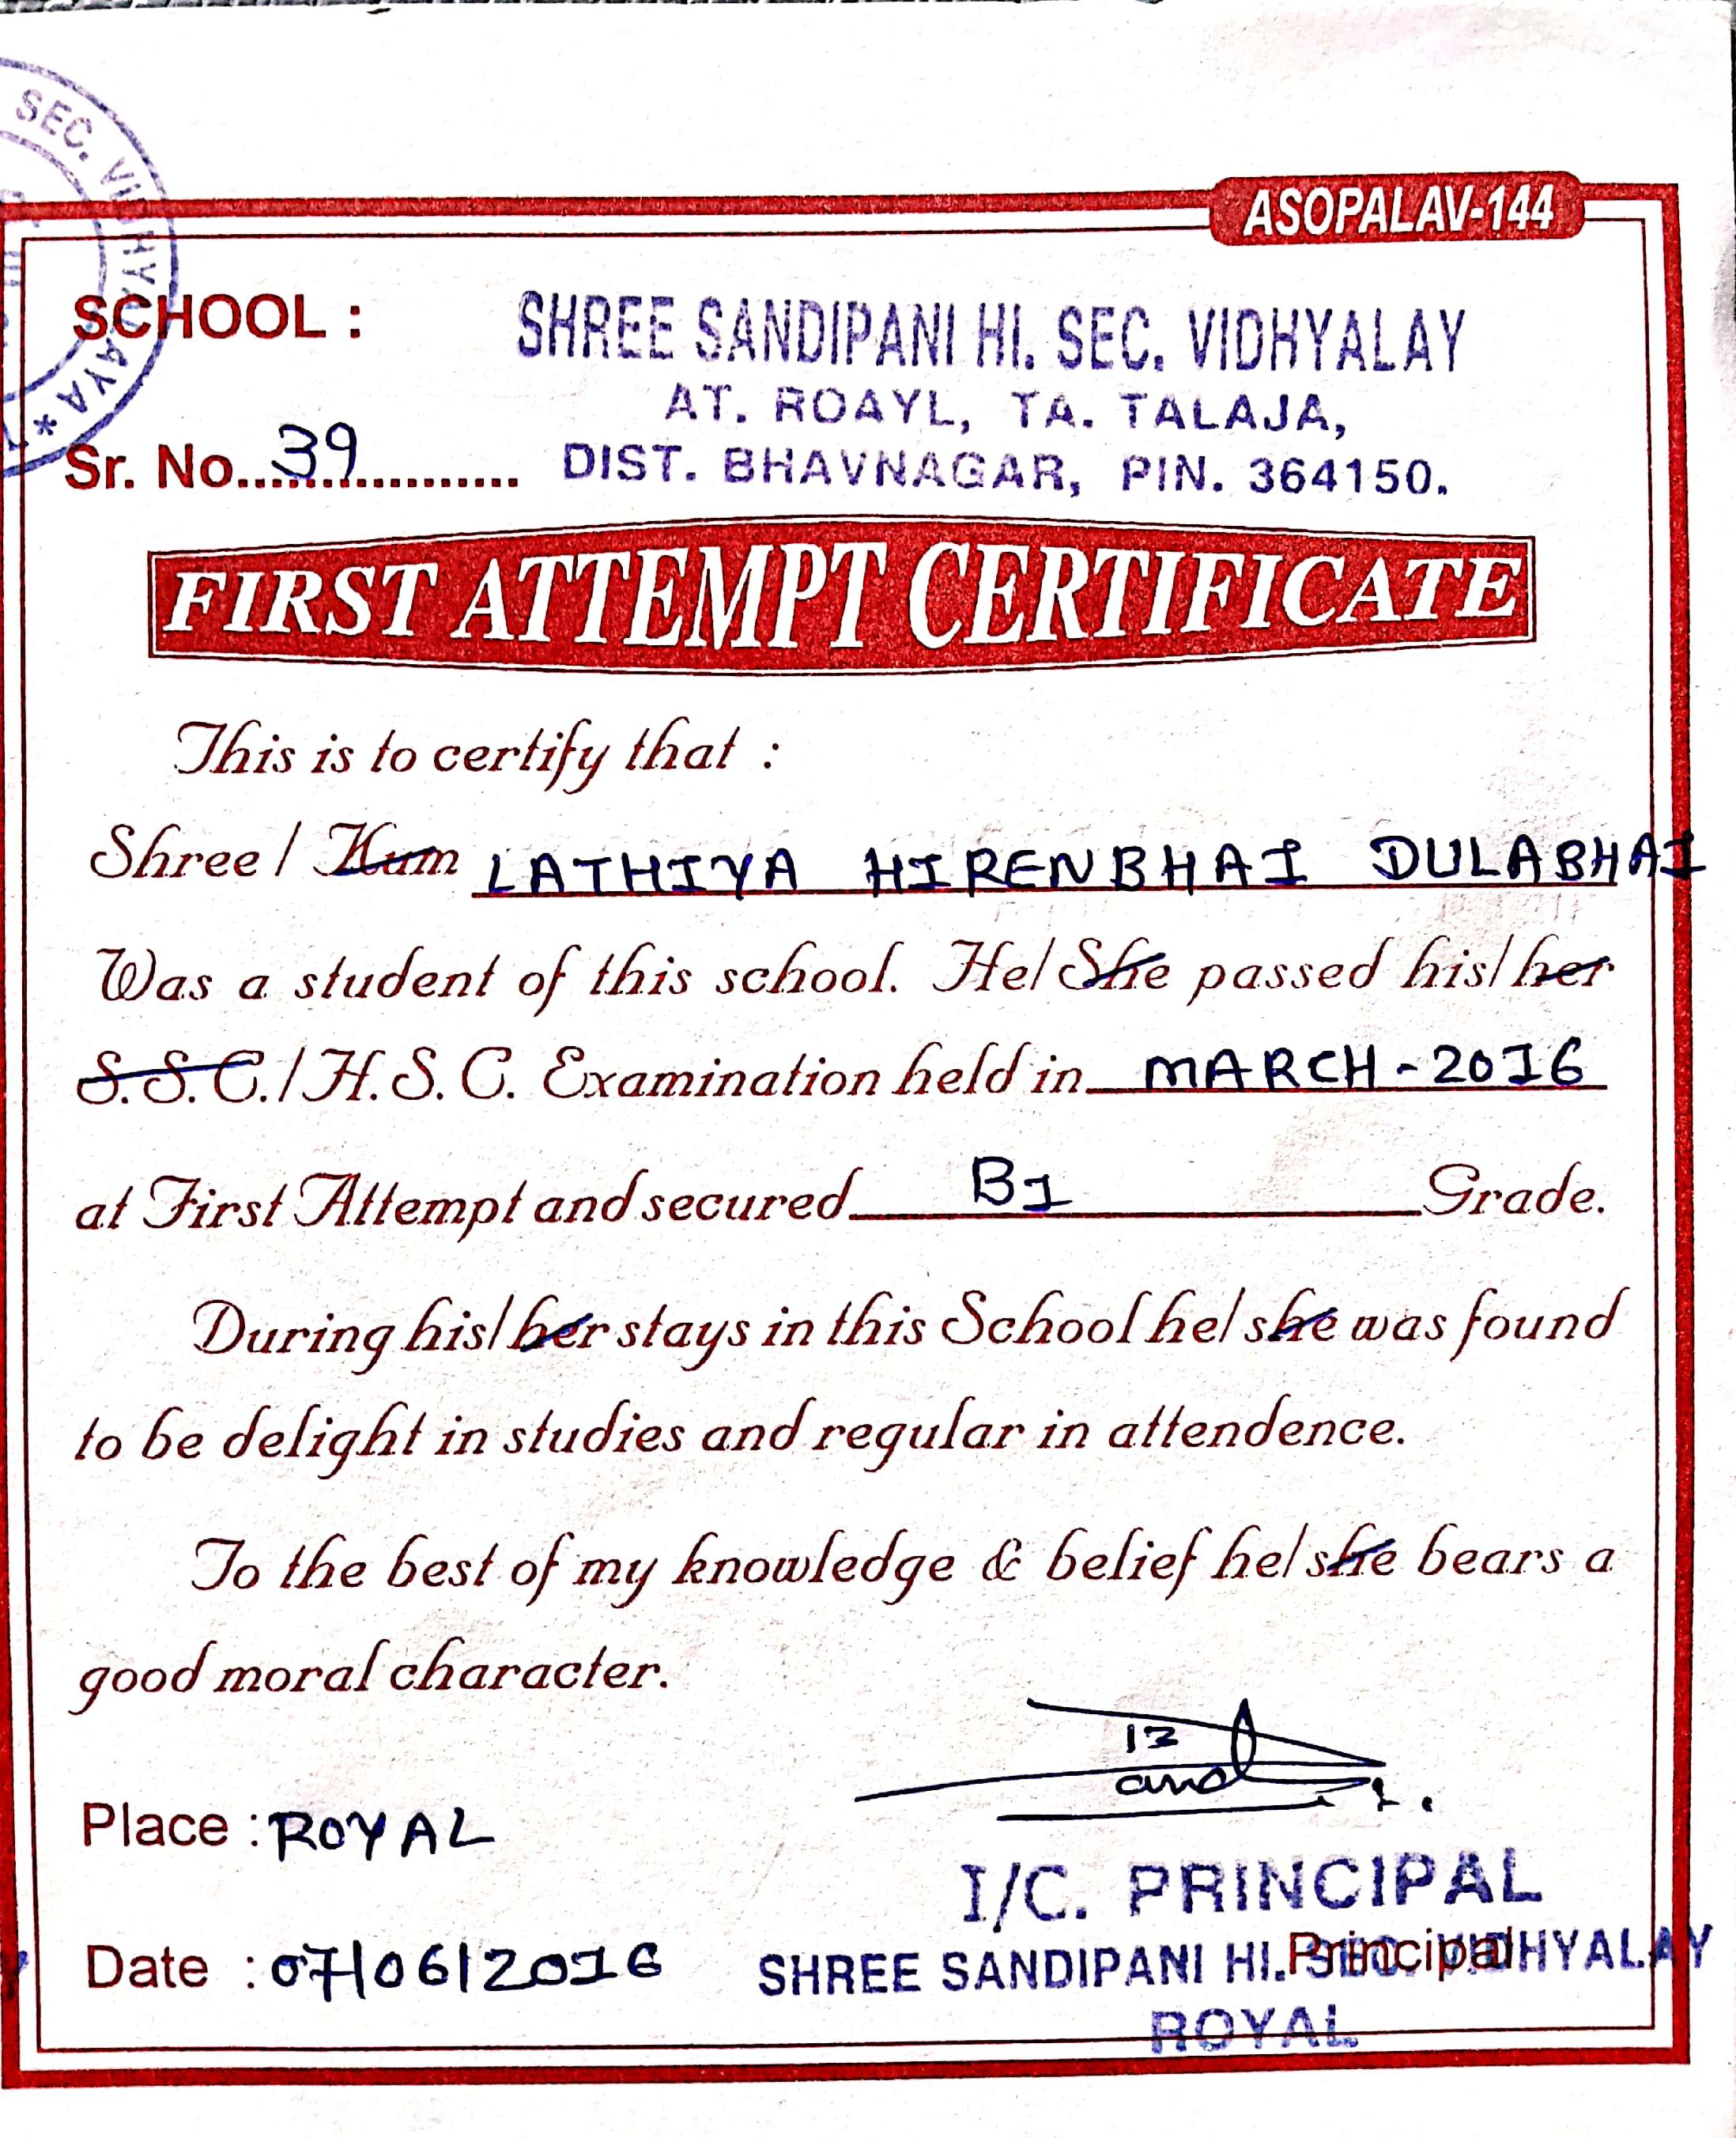 SEC. VIDHYALAYA *
ASOPALAV-144
SCHOOL :
SHREE SANDIPANI HI. SEC. VIDHYALAY
AT. ROAYL, TA. TALAJA,
Sr. No. 39
DIST. BHAVNAGAR, PIN. 364150.
FIRST ATTEMPT CERTIFICATE
This is to certify that :
Shree / Kum LATHIYA HIRENBHAI DULABHAI
Was a student of this school. He/She passed his/her
S.S.C./H.S.C. Examination held in MARCH-2016
at First Attempt and secured B1 Grade.
During his/her stays in this School he/she was found
to be delight in studies and regular in attendence.
To the best of my knowledge & belief he/she bears a
good moral character.
Place : ROYAL
I/C. PRINCIPAL
Principal
Date : 07/06/2016
SHREE SANDIPANI HI. SEC. VIDHYALAY
ROYAL